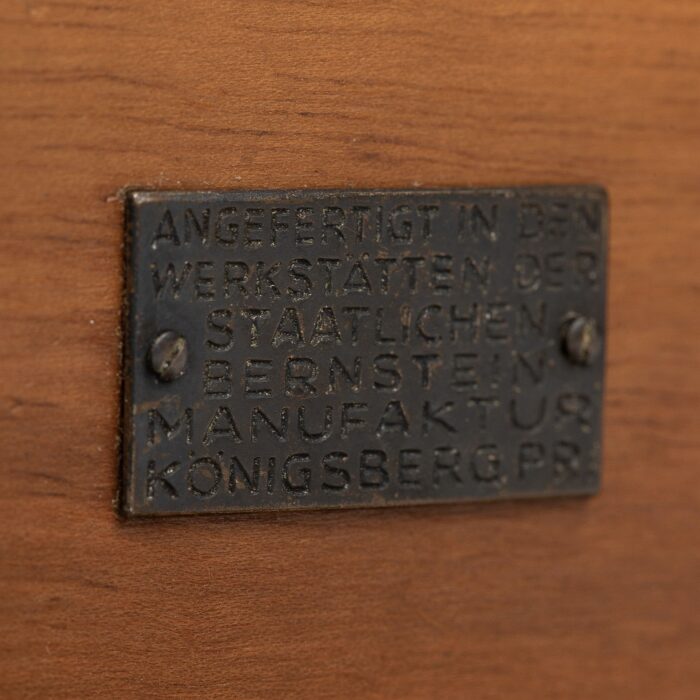 ANGEFERTIGT IN DEN
WERKSTÄTTEN DER
STAATLICHEN
BERNSTEIN
MANUFAKTUR
KÖNIGSBERG PR.